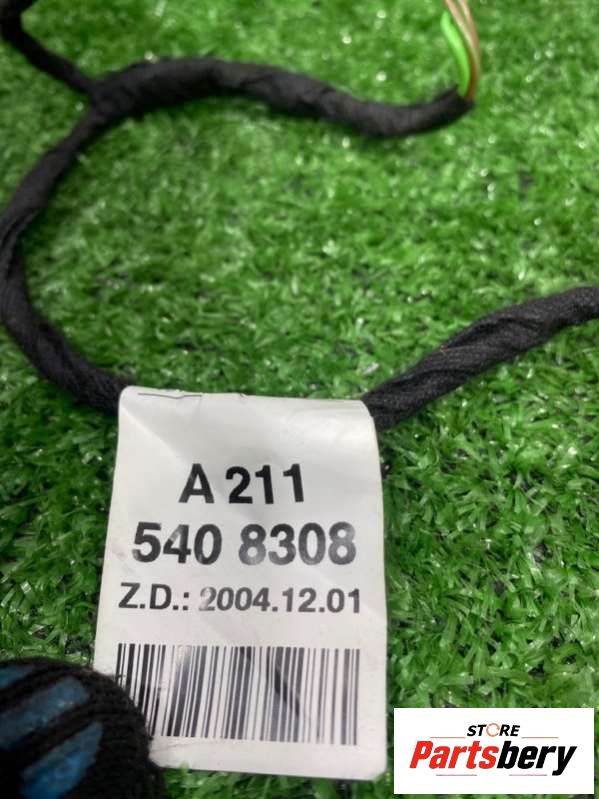 A 211
540 8308
Z.D.: 2004.12.01
STORE
Partsbery